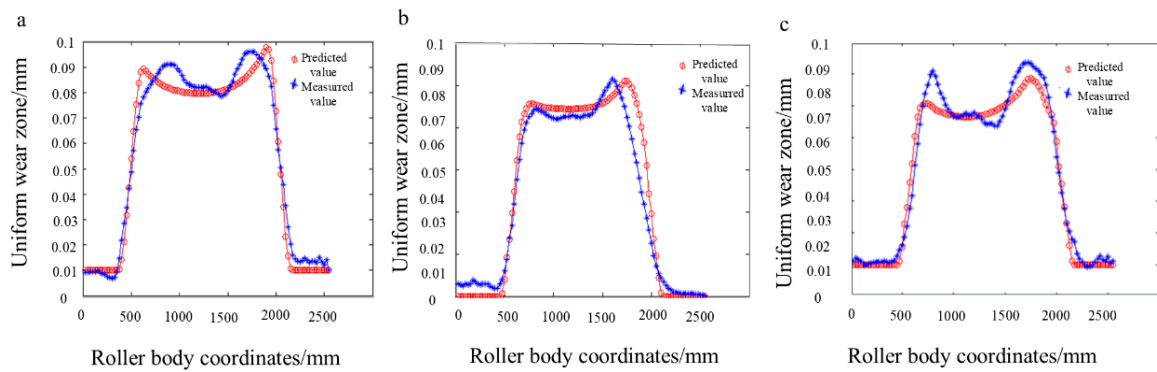 a
0.1
0.09
0.08
0.07
0.06
0.05
0.04
0.03
0.02
0.01
0
Uniform wear zone/mm
Predicted
value
Measurred
value
0 500 1000 1500 2000 2500
Roller body coordinates/mm
b
0.1
0.09
0.08
0.07
0.06
0.05
0.04
0.03
0.02
0.01
0
Uniform wear zone/mm
Predicted
value
Measurred
value
0 500 1000 1500 2000 2500
Roller body coordinates/mm
c
0.1
0.09
0.08
0.07
0.06
0.05
0.04
0.03
0.02
0.01
0
Uniform wear zone/mm
Predicted
value
Measurred
value
0 500 1000 1500 2000 2500
Roller body coordinates/mm